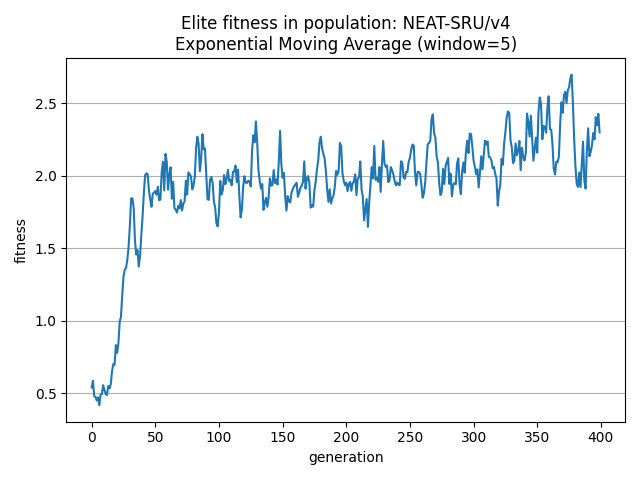 Elite fitness in population: NEAT-SRU/v4
Exponential Moving Average (window=5)
fitness
2.5
2.0
1.5
1.0
0.5
0 50 100 150 200 250 300 350 400
generation